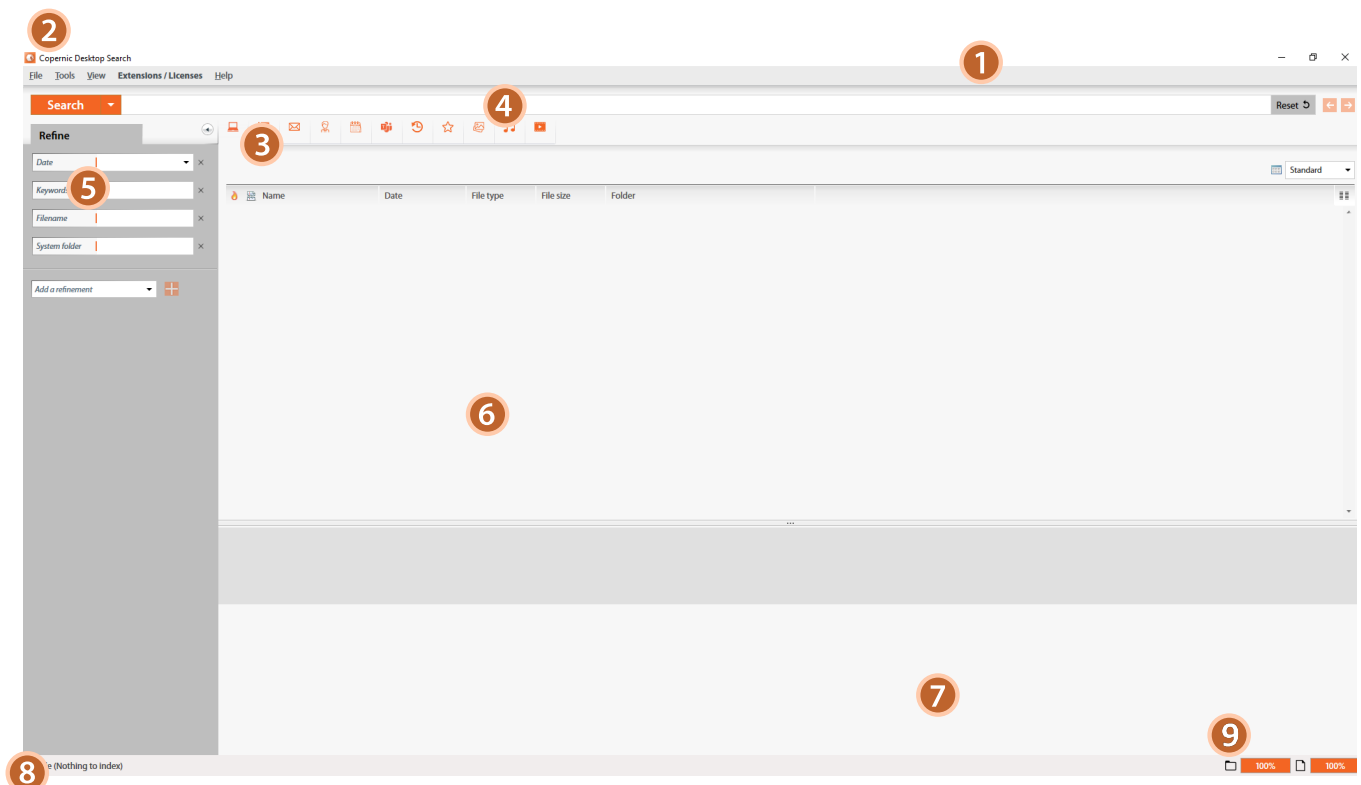 2
Copernic Desktop Search
1
File Tools View Extensions / Licenses Help
Search
4
Reset
Refine
3
Date
Standard
5
Name Date File type File size Folder
Filename
System folder
Add a refinement
6
7
9
8
(Nothing to index)
100% 100%